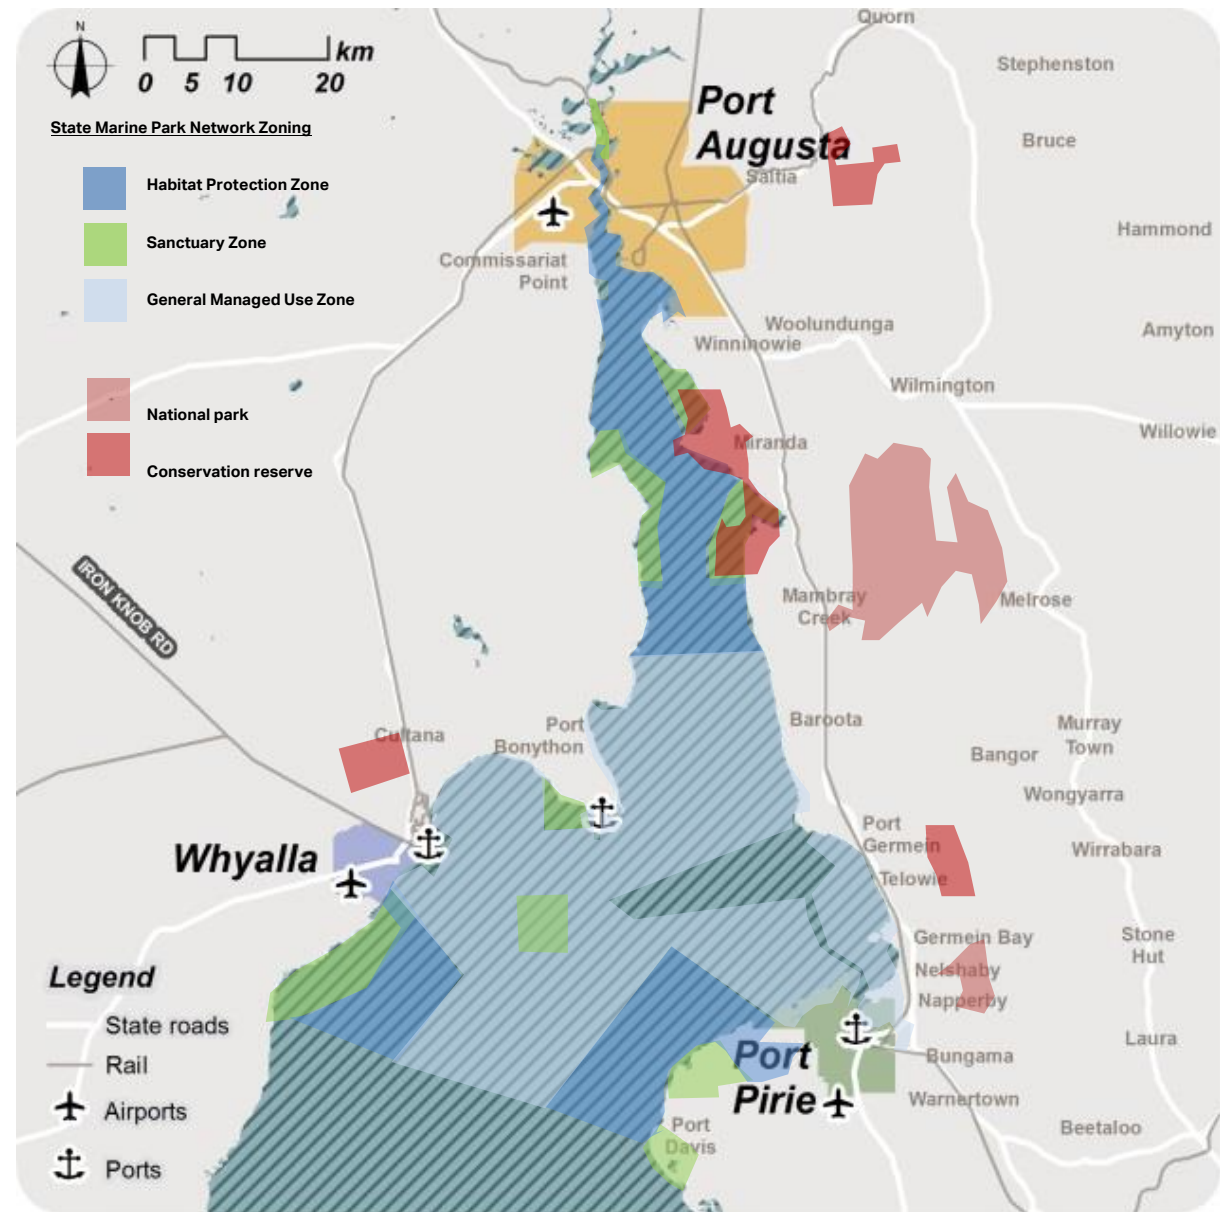 N
km
0 5 10 20
State Marine Park Network Zoning
Habitat Protection Zone
Sanctuary Zone
General Managed Use Zone
National park
Conservation reserve
Quorn
Stephenston
Port
Augusta
Bruce
Saltia
Hammond
Commissariat
Point
Woolundunga
Winninowie
Amyton
Wilmington
Willowie
Miranda
IRON KNOB RD
Mambray
Creek
Melrose
Cultana
Port
Bonython
Baroota
Murray
Town
Bangor
Wongyarra
Port
Germein
Wirrabara
Telowie
Whyalla
Germein Bay
Stone
Hut
Nelshaby
Napperby
Laura
Port
Pirie
Bungama
Warnertown
Beetaloo
Port
Davis
Legend
State roads
Rail
Airports
Ports